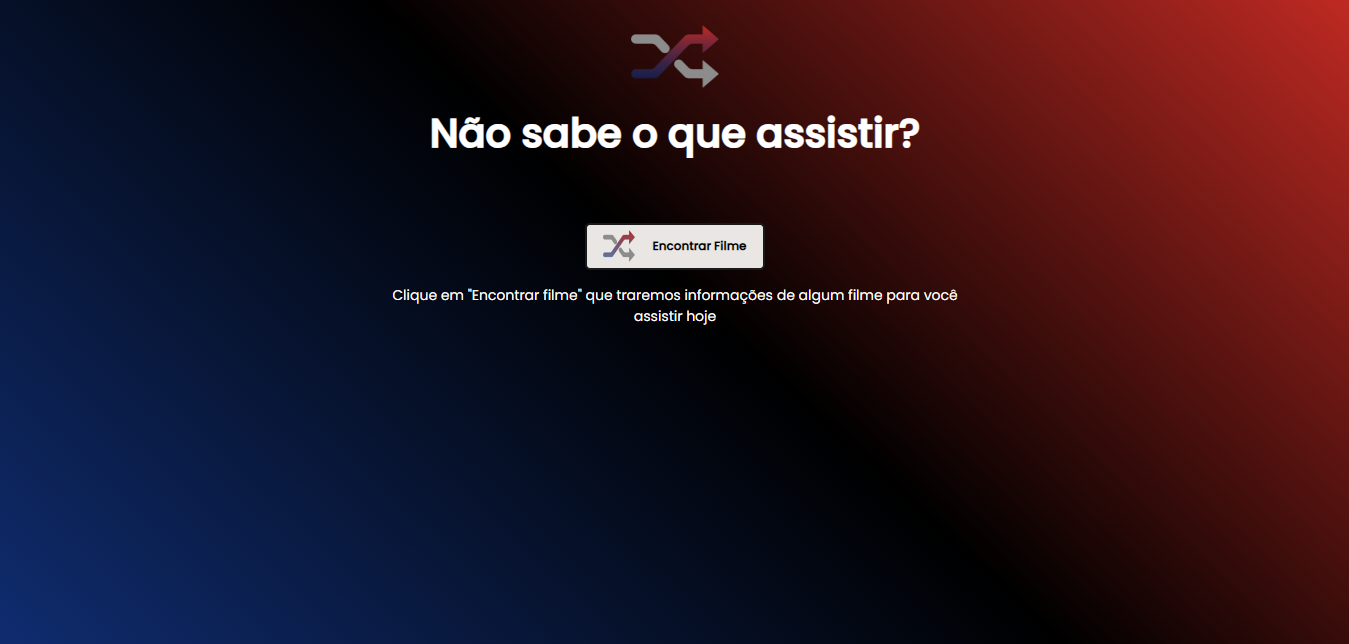 Não sabe o que assistir?
Encontrar Filme
Clique em "Encontrar filme" que traremos informações de algum filme para você
assistir hoje